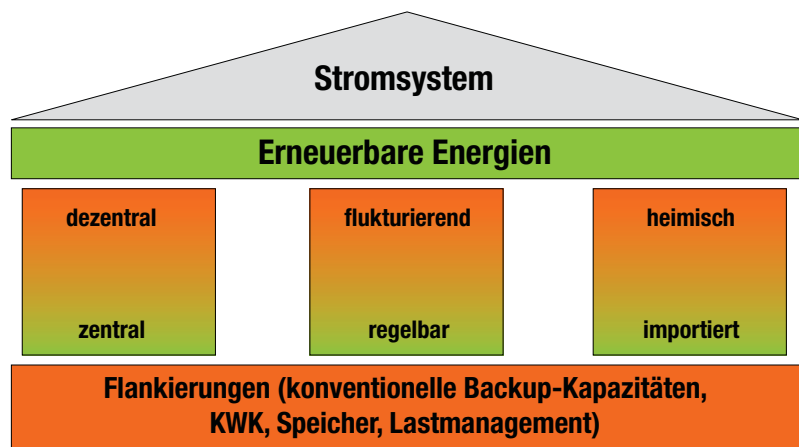 Stromsystem
Erneuerbare Energien
dezentral
flukturierend
heimisch
zentral
regelbar
importiert
Flankierungen (konventionelle Backup-Kapazitäten,
KWK, Speicher, Lastmanagement)